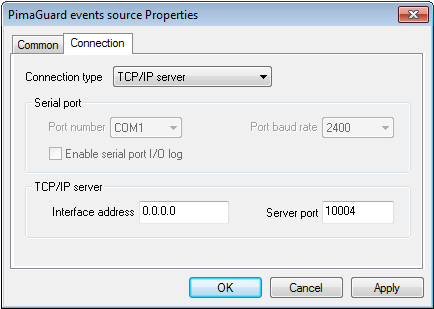 PimaGuard events source Properties
Common Connection
Connection type TCP/IP server
Serial port
Port number COM1 Port baud rate 2400
Enable serial port I/O log
TCP/IP server
Interface address 0.0.0.0 Server port 10004
OK Cancel Apply